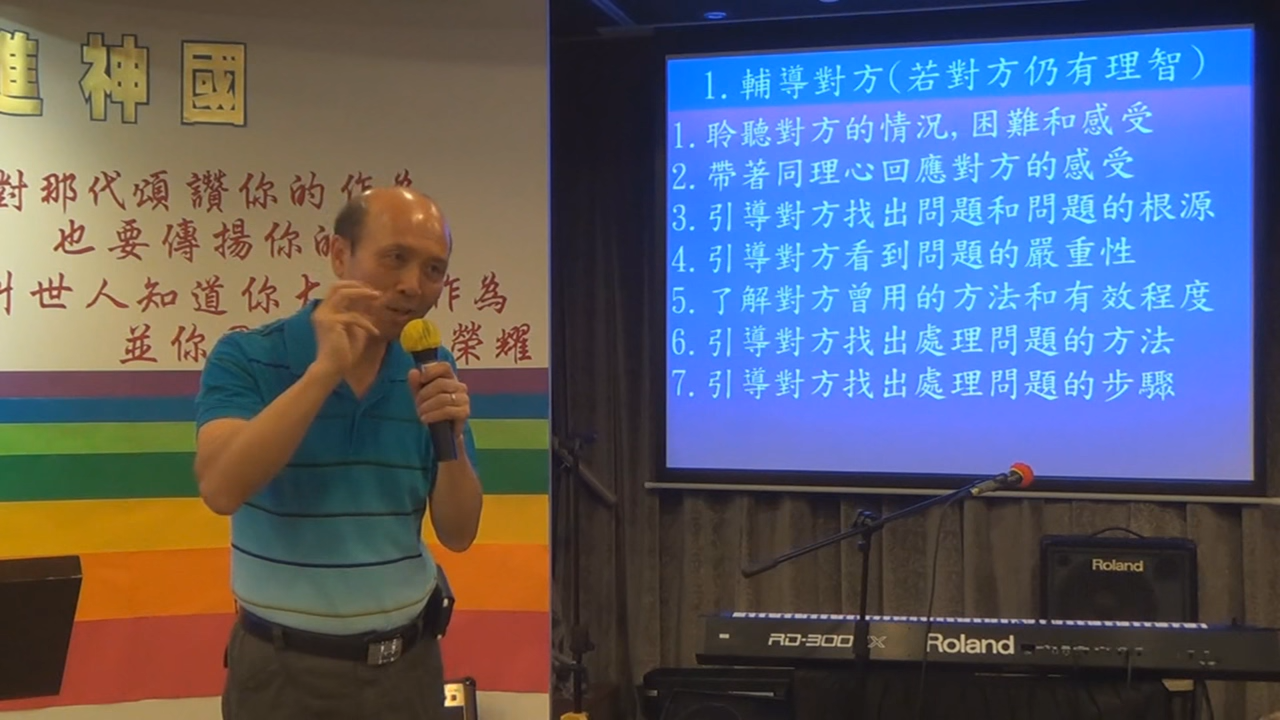 進神國
對那代頌讚你的作為
也要傳揚你的
叫世人知道你大 作為
並你 榮耀
1.輔導對方(若對方仍有理智)
1.聆聽對方的情況,困難和感受
2.帶著同理心回應對方的感受
3.引導對方找出問題和問題的根源
4.引導對方看到問題的嚴重性
5.了解對方曾用的方法和有效程度
6.引導對方找出處理問題的方法
7.引導對方找出處理問題的步驟
Roland
RD-300 X Roland